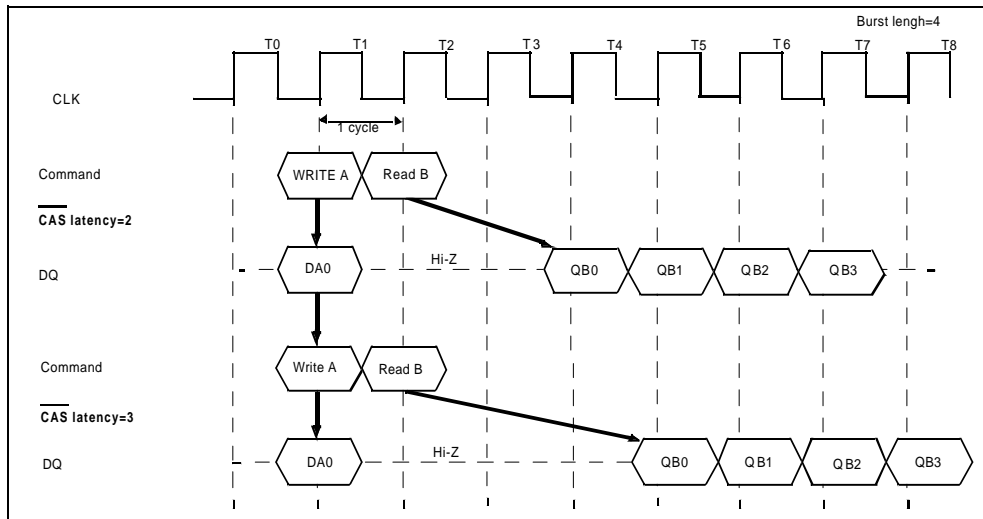 Burst lengh=4
T0 T1 T2 T3 T4 T5 T6 T7 T8
CLK
1 cycle
Command WRITE A Read B
CAS latency=2
Hi-Z
DQ DA0 QB0 QB1 QB2 QB3
Command Write A Read B
CAS latency=3
Hi-Z
DQ DA0 QB0 QB1 QB2 QB3